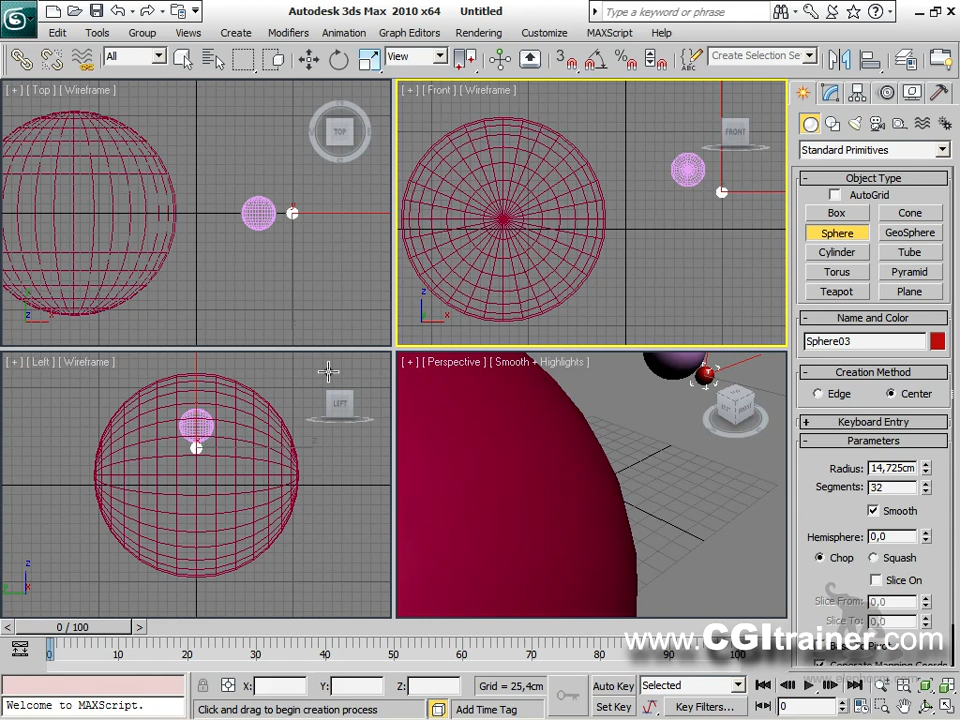 Autodesk 3ds Max 2010 x64 Untitled
Type a keyword or phrase
Edit Tools Group Views Create Modifiers Animation Graph Editors Rendering Customize MAXScript Help
All
View
3
ABC
Create Selection Se
[ + ] [ Top ] [ Wireframe ]
TOP
[ + ] [ Front ] [ Wireframe ]
FRONT
[ + ] [ Left ] [ Wireframe ]
LEFT
[ + ] [ Perspective ] [ Smooth + Highlights ]
Standard Primitives
Object Type
AutoGrid
Box Cone
Sphere GeoSphere
Cylinder Tube
Torus Pyramid
Teapot Plane
Name and Color
Sphere03
Creation Method
Edge Center
Keyboard Entry
Parameters
Radius: 14,725cm
Segments: 32
Smooth
Hemisphere: 0,0
Chop Squash
Slice On
Slice From: 0,0
Slice To: 0,0
Generate Mapping Coords
0 / 100
0 10 20 30 40 50 60 70 80 90 100
www.CGItrainer.com
X: Y: Z: Grid = 25,4cm
Auto Key Selected
Set Key Key Filters...
0
Welcome to MAXScript.
Click and drag to begin creation process
Add Time Tag